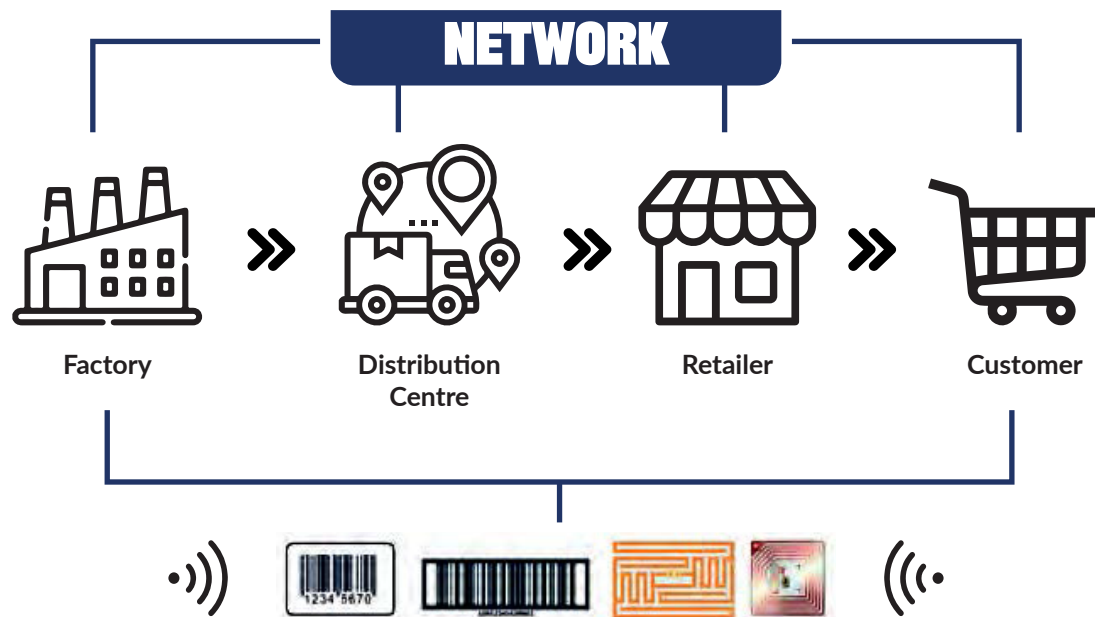 NETWORK
Factory
Distribution
Centre
Retailer
Customer
1234 5670